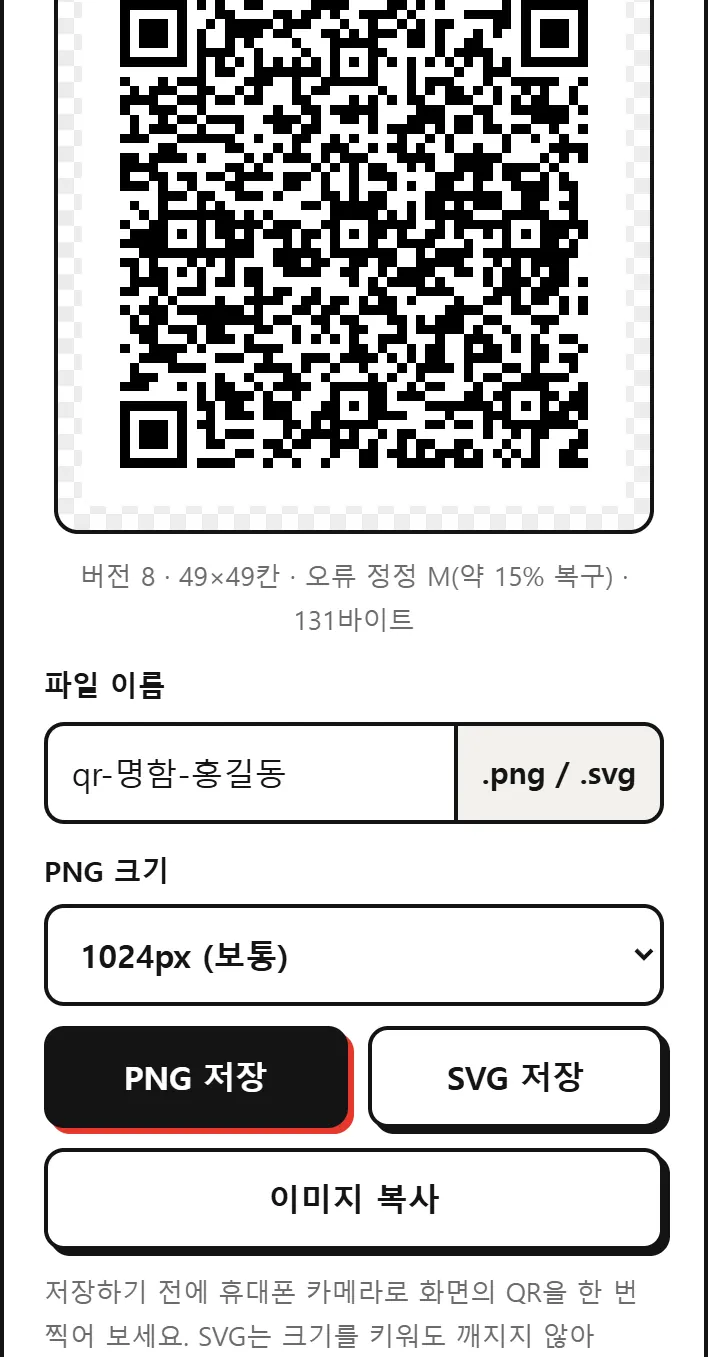 버전 8 · 49×49칸 · 오류 정정 M(약 15% 복구) ·
131바이트
파일 이름
qr-명함-홍길동
.png / .svg
PNG 크기
1024px (보통)
PNG 저장
SVG 저장
이미지 복사
저장하기 전에 휴대폰 카메라로 화면의 QR을 한 번
찍어 보세요. SVG는 크기를 키워도 깨지지 않아